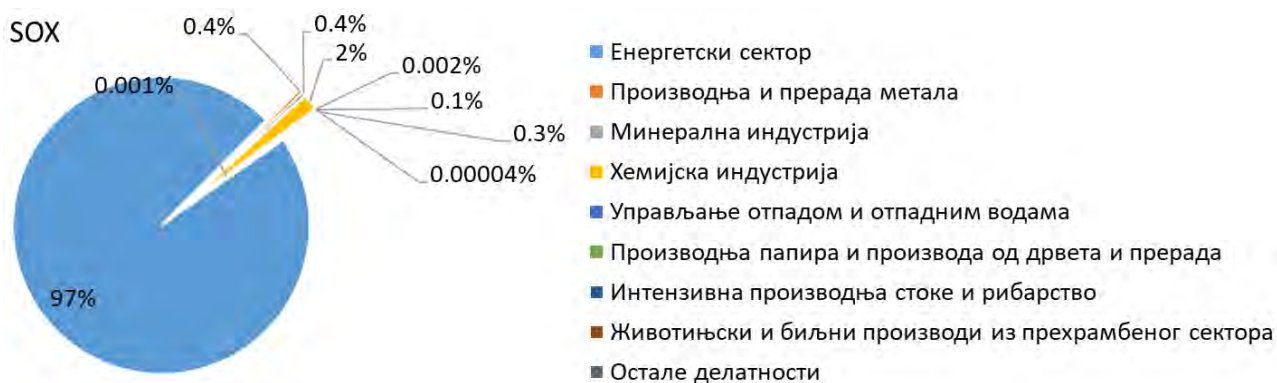 SOX
0.4%
0.4%
2%
0.002%
0.001%
0.1%
0.3%
0.00004%
97%
Енергетски сектор
Производња и прерада метала
Минерална индустрија
Хемијска индустрија
Управљање отпадом и отпадним водама
Производња папира и производа од дрвета и прерада
Интензивна производња стоке и рибарство
Животињски и биљни производи из прехрамбеног сектора
Остале делатности